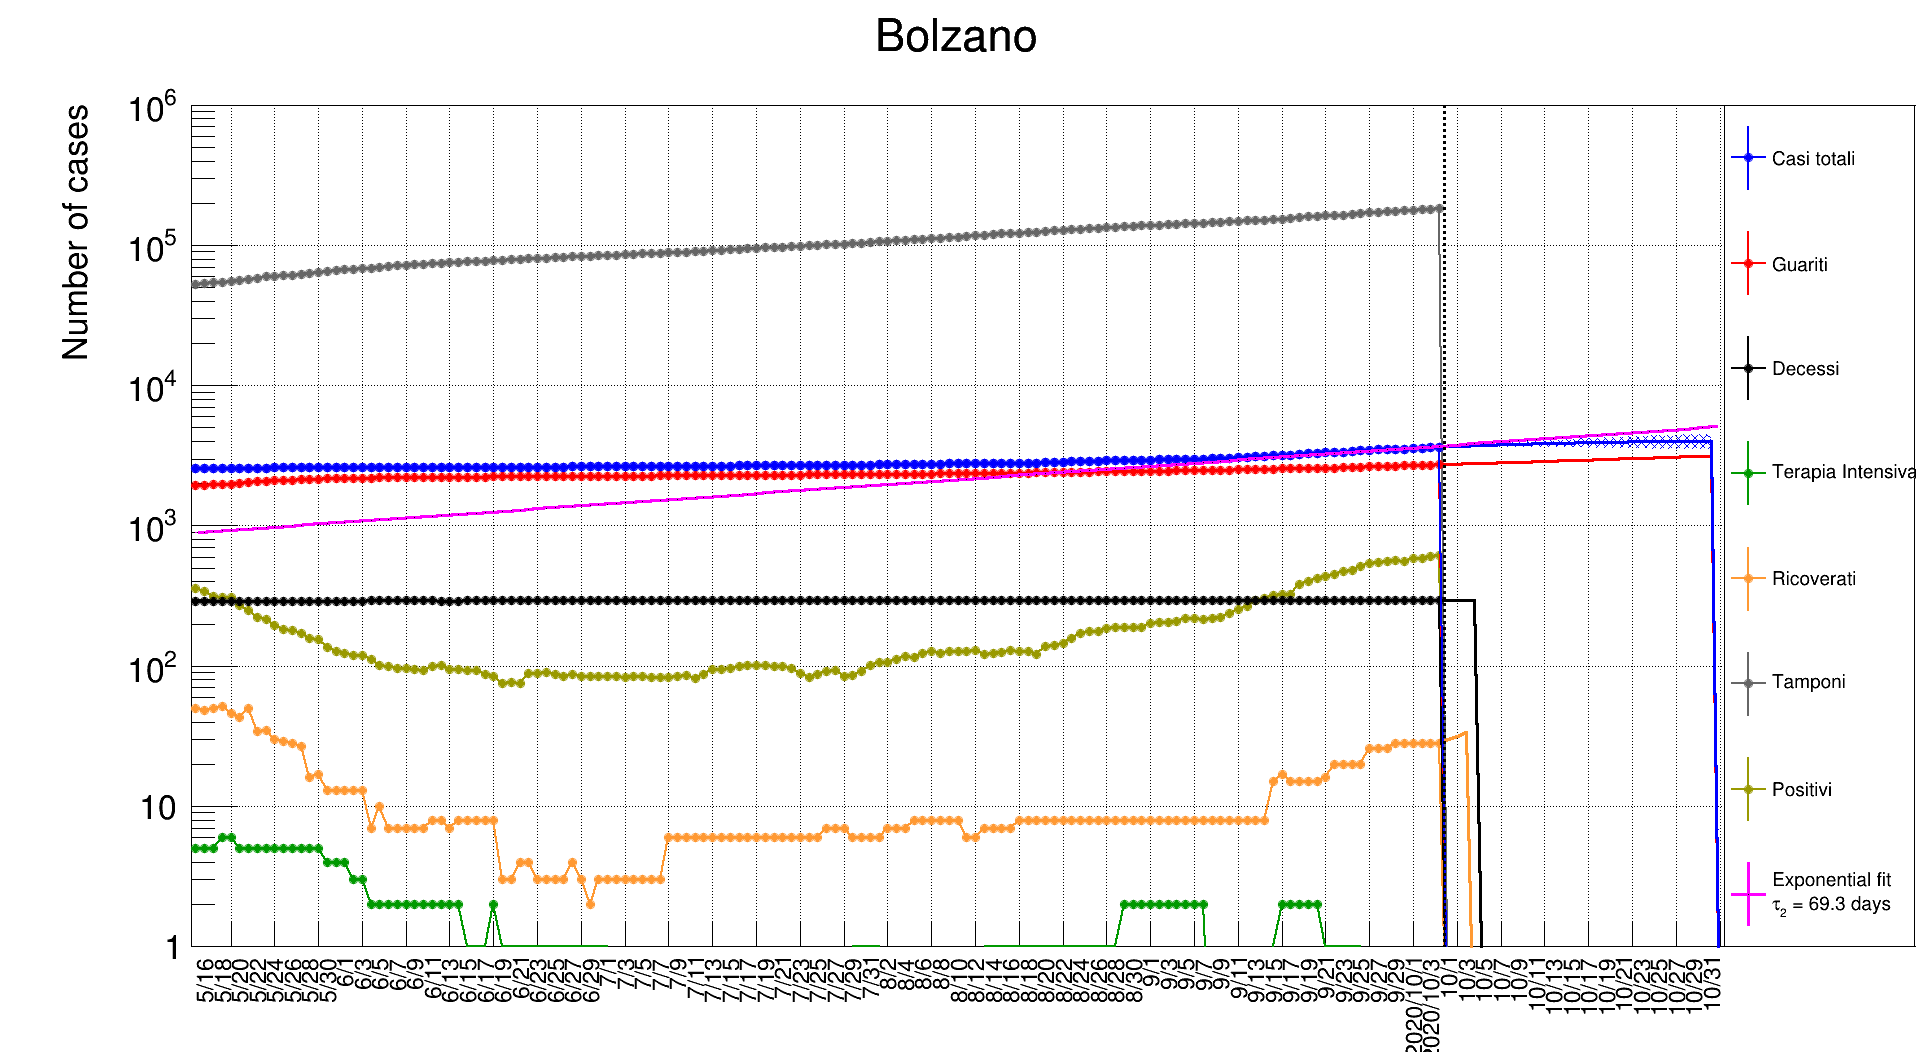 Bolzano
Number of cases
10^6
10^5
10^4
10^3
10^2
10
1
5/16 5/18 5/20 5/22 5/24 5/26 5/28 5/30 6/1 6/3 6/5 6/7 6/9 6/11 6/13 6/15 6/17 6/19 6/21 6/23 6/25 6/27 6/29 7/1 7/3 7/5 7/7 7/9 7/11 7/13 7/15 7/17 7/19 7/21 7/23 7/25 7/27 7/29 7/31 8/2 8/4 8/6 8/8 8/10 8/12 8/14 8/16 8/18 8/20 8/22 8/24 8/26 8/28 8/30 9/1 9/3 9/5 9/7 9/9 9/11 9/13 9/15 9/17 9/19 9/21 9/23 9/25 9/27 9/29 2020/10/1 2020/10/3 10/1 10/3 10/5 10/7 10/9 10/11 10/13 10/15 10/17 10/19 10/21 10/23 10/25 10/27 10/29 10/31
Casi totali
Guariti
Decessi
Terapia Intensiva
Ricoverati
Tamponi
Positivi
Exponential fit
τ₂ = 69.3 days